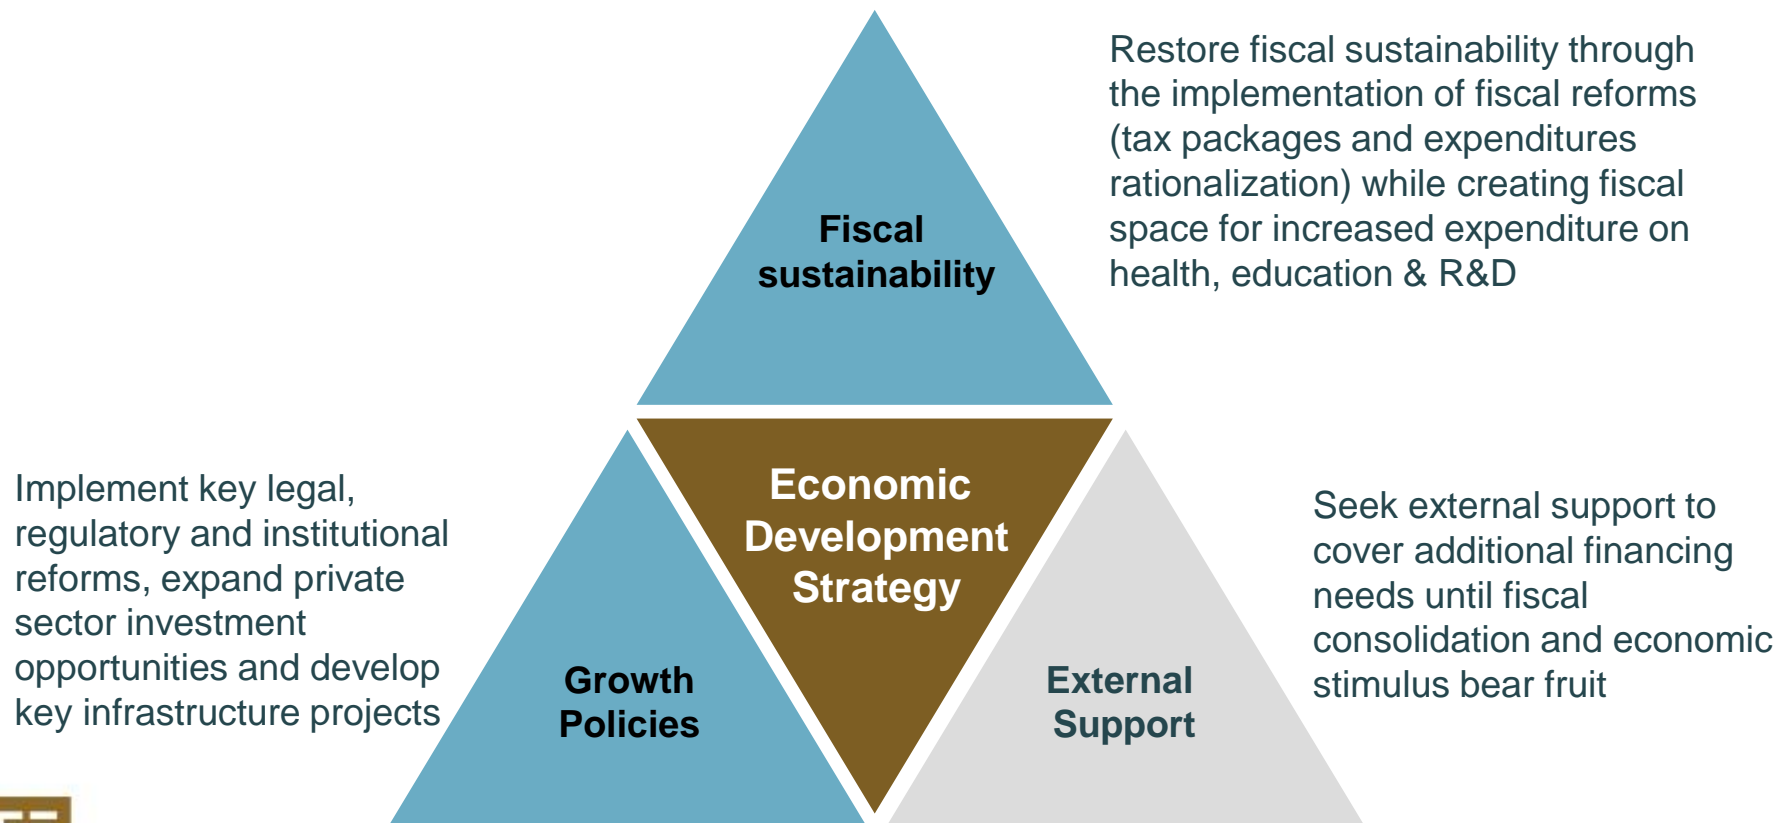 Restore fiscal sustainability through
the implementation of fiscal reforms
(tax packages and expenditures
rationalization) while creating fiscal
space for increased expenditure on
health, education & R&D
Fiscal
sustainability
Economic
Development
Strategy
Implement key legal,
regulatory and institutional
reforms, expand private
sector investment
opportunities and develop
key infrastructure projects
Growth
Policies
External
Support
Seek external support to
cover additional financing
needs until fiscal
consolidation and economic
stimulus bear fruit